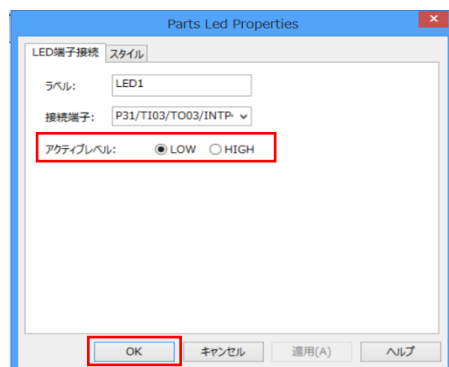 Parts Led Properties
LED端子接続 スタイル
ラベル: LED1
接続端子: P31/TI03/TO03/INTP
アクティブレベル: LOW HIGH
OK キャンセル 適用(A) ヘルプ